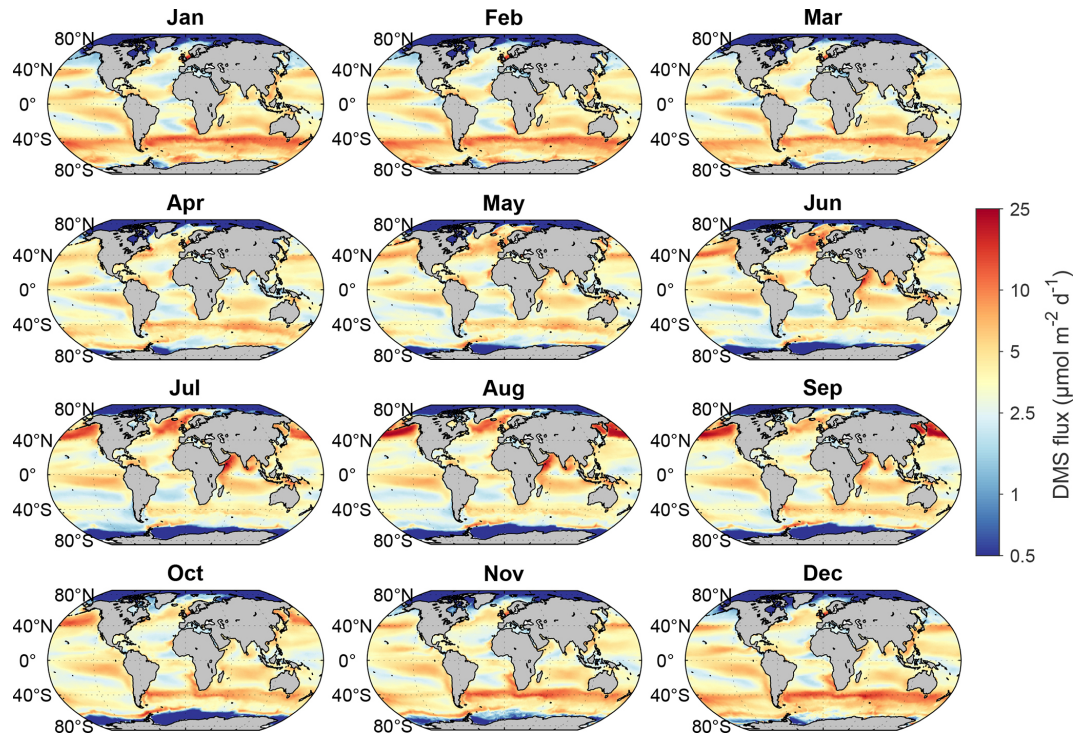 Jan Feb Mar
80°N 80°N 80°N
40°N 40°N 40°N
0° 0° 0°
40°S 40°S 40°S
80°S 80°S 80°S
Apr May Jun
80°N 80°N 80°N
40°N 40°N 40°N
0° 0° 0°
40°S 40°S 40°S
80°S 80°S 80°S
Jul Aug Sep
80°N 80°N 80°N
40°N 40°N 40°N
0° 0° 0°
40°S 40°S 40°S
80°S 80°S 80°S
Oct Nov Dec
80°N 80°N 80°N
40°N 40°N 40°N
0° 0° 0°
40°S 40°S 40°S
80°S 80°S 80°S
25
10
5
2.5
1
0.5
DMS flux (µmol m⁻² d⁻¹)